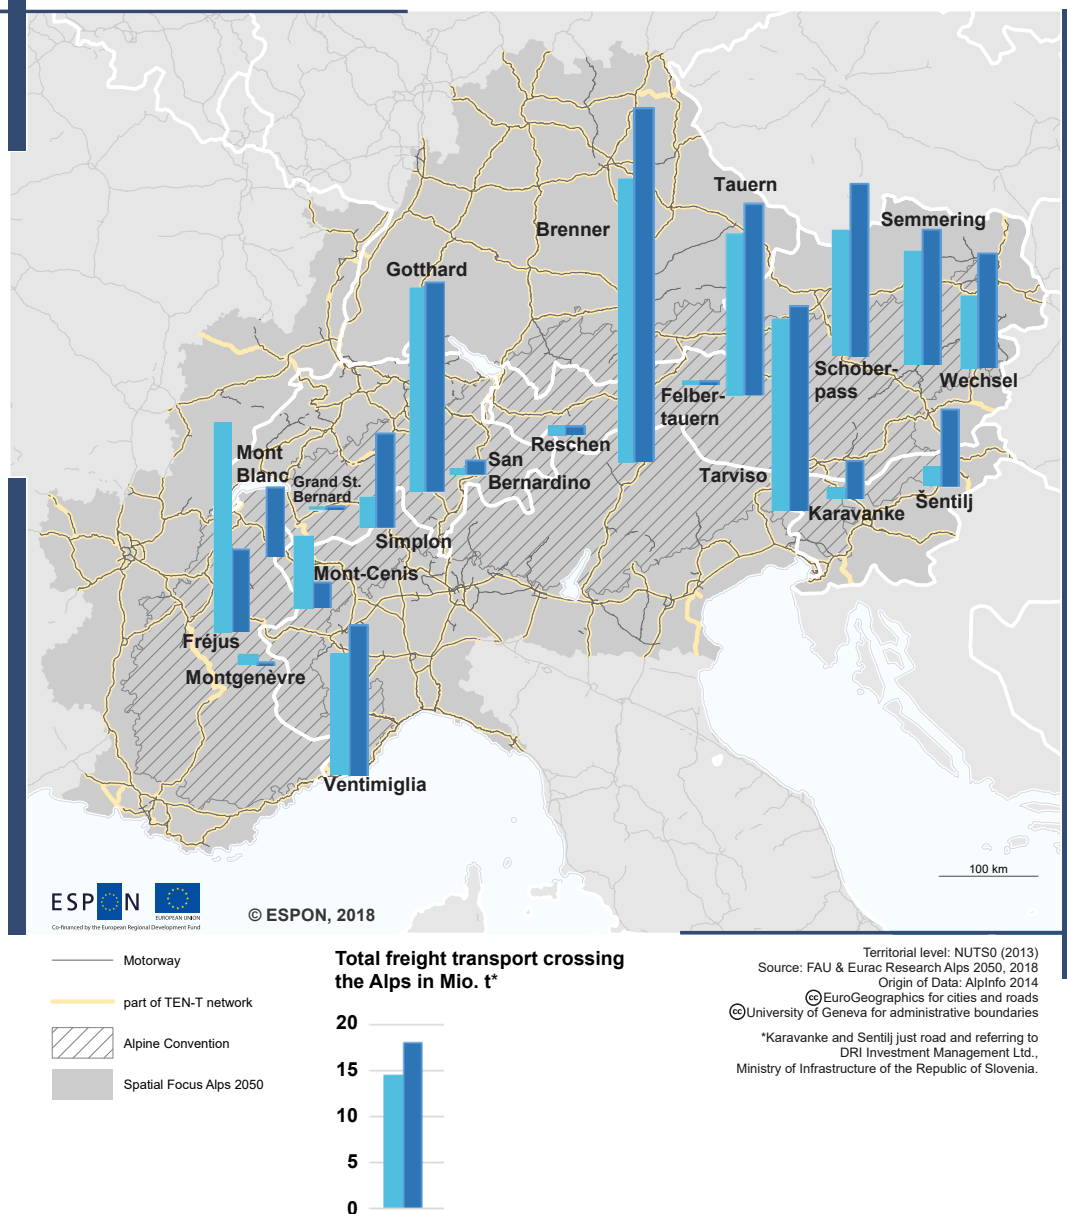 Tauern
Brenner
Semmering
Gotthard
Schober-
pass
Wechsel
Felber-
tauern
Reschen
Mont
Blanc
Grand St.
Bernard
San
Bernardino
Tarviso
Karavanke
Šentilj
Simplon
Mont-Cenis
Fréjus
Montgenèvre
Ventimiglia
100 km
ESPON
EUROPEAN UNION
Co-financed by the European Regional Development Fund
© ESPON, 2018
Motorway
part of TEN-T network
Alpine Convention
Spatial Focus Alps 2050
Total freight transport crossing
the Alps in Mio. t*
20
15
10
5
0
Territorial level: NUTS0 (2013)
Source: FAU & Eurac Research Alps 2050, 2018
Origin of Data: AlpInfo 2014
cc EuroGeographics for cities and roads
cc University of Geneva for administrative boundaries
*Karavanke and Sentilj just road and referring to
DRI Investment Management Ltd.,
Ministry of Infrastructure of the Republic of Slovenia.